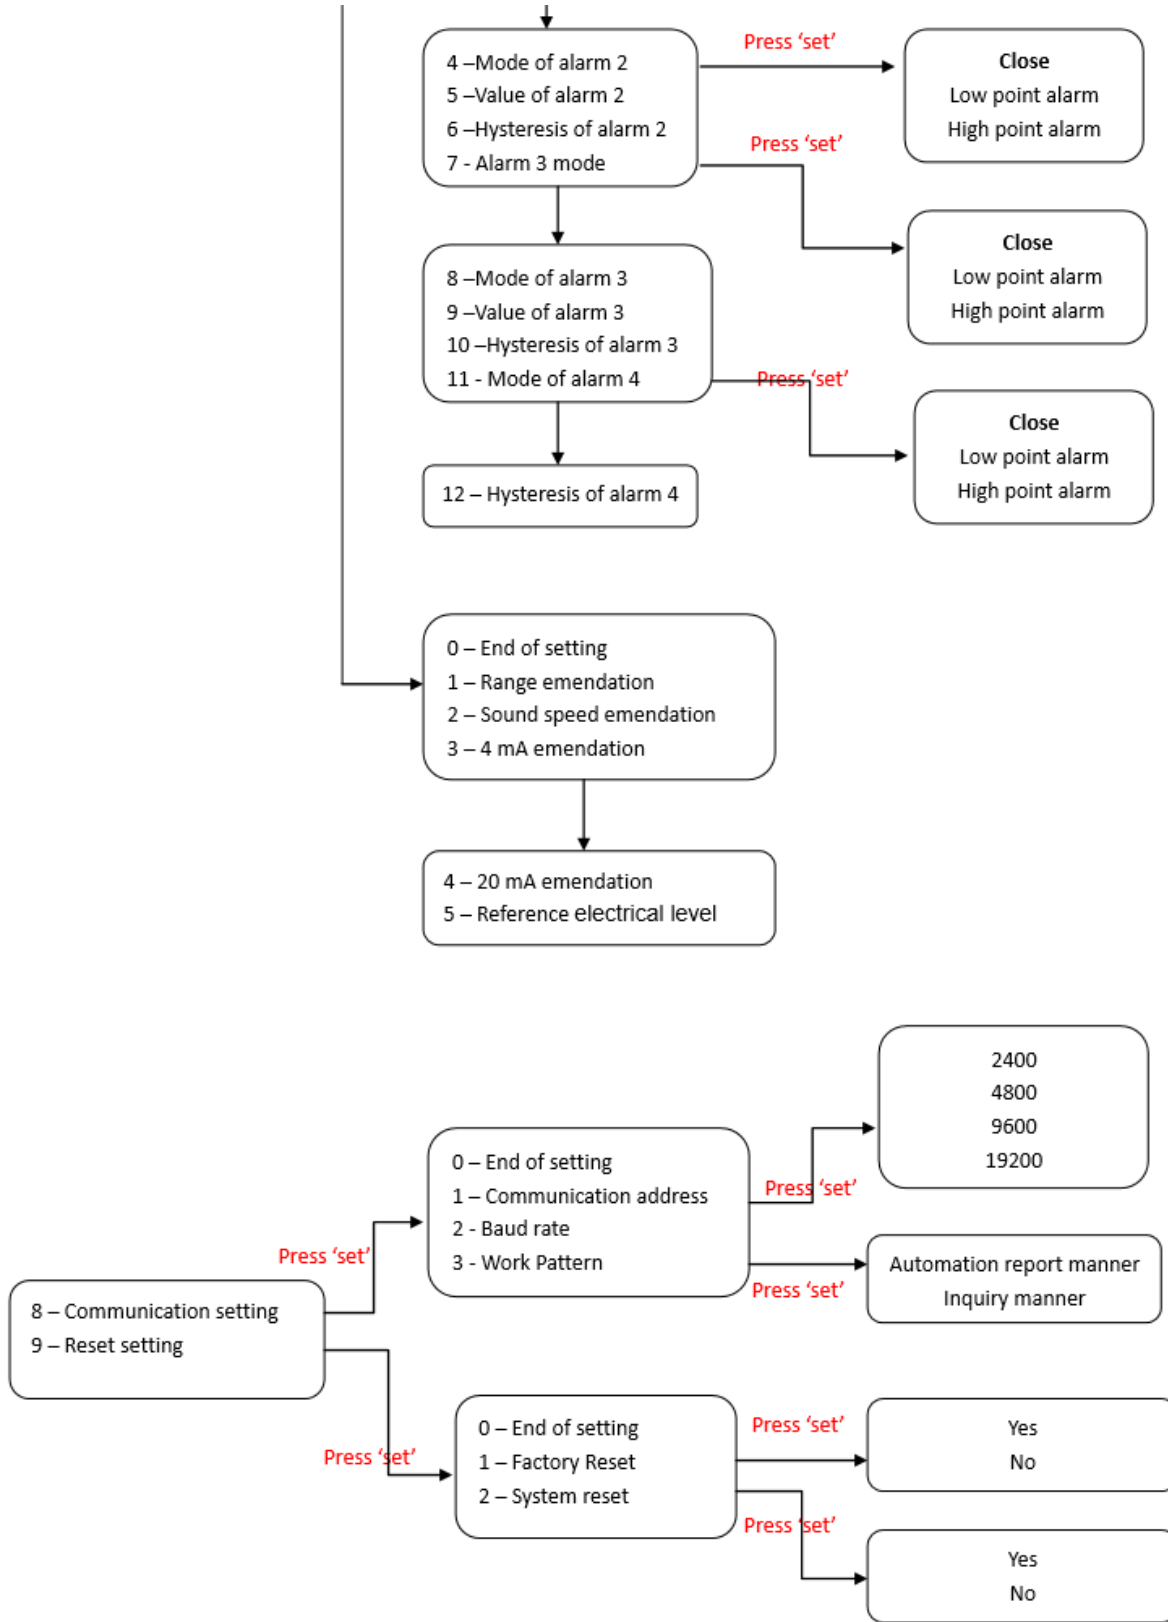 4 –Mode of alarm 2
5 –Value of alarm 2
6 –Hysteresis of alarm 2
7 - Alarm 3 mode
Press ‘set’
Close
Low point alarm
High point alarm
Press ‘set’
Close
Low point alarm
High point alarm
8 –Mode of alarm 3
9 –Value of alarm 3
10 –Hysteresis of alarm 3
11 - Mode of alarm 4
Press ‘set’
Close
Low point alarm
High point alarm
12 – Hysteresis of alarm 4
0 – End of setting
1 – Range emendation
2 – Sound speed emendation
3 – 4 mA emendation
4 – 20 mA emendation
5 – Reference electrical level
8 – Communication setting
9 – Reset setting
Press ‘set’
0 – End of setting
1 – Communication address
2 - Baud rate
3 - Work Pattern
Press ‘set’
2400
4800
9600
19200
Press ‘set’
Automation report manner
Inquiry manner
Press ‘set’
0 – End of setting
1 – Factory Reset
2 – System reset
Press ‘set’
Yes
No
Press ‘set’
Yes
No